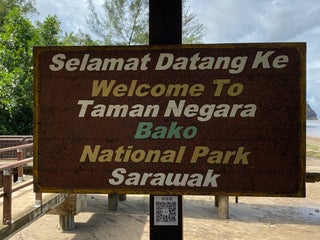 Selamat Datang Ke
Welcome To
Taman Negara
Bako
National Park
Sarawak